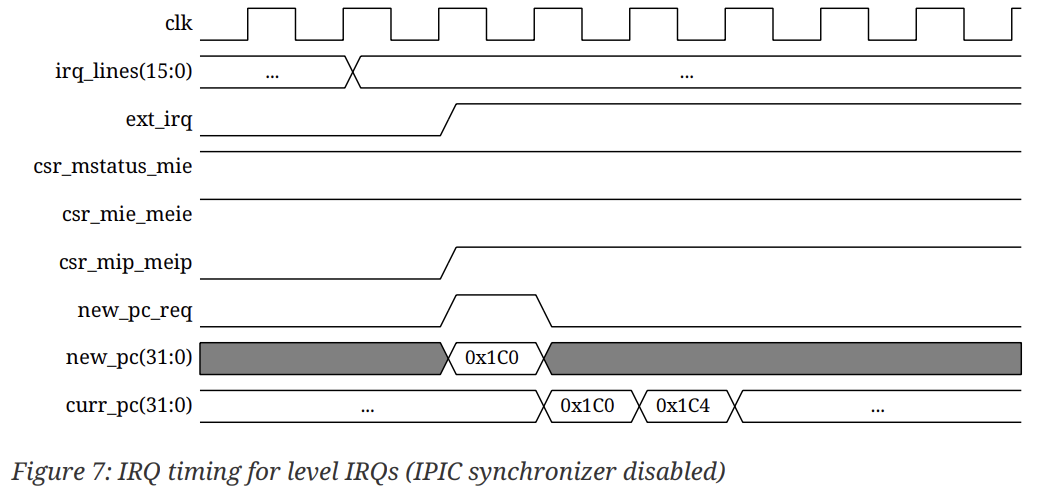 clk
irq_lines(15:0) ... ...
ext_irq
csr_mstatus_mie
csr_mie_meie
csr_mip_meip
new_pc_req
new_pc(31:0) 0x1C0
curr_pc(31:0) ... 0x1C0 0x1C4 ...
Figure 7: IRQ timing for level IRQs (IPIC synchronizer disabled)